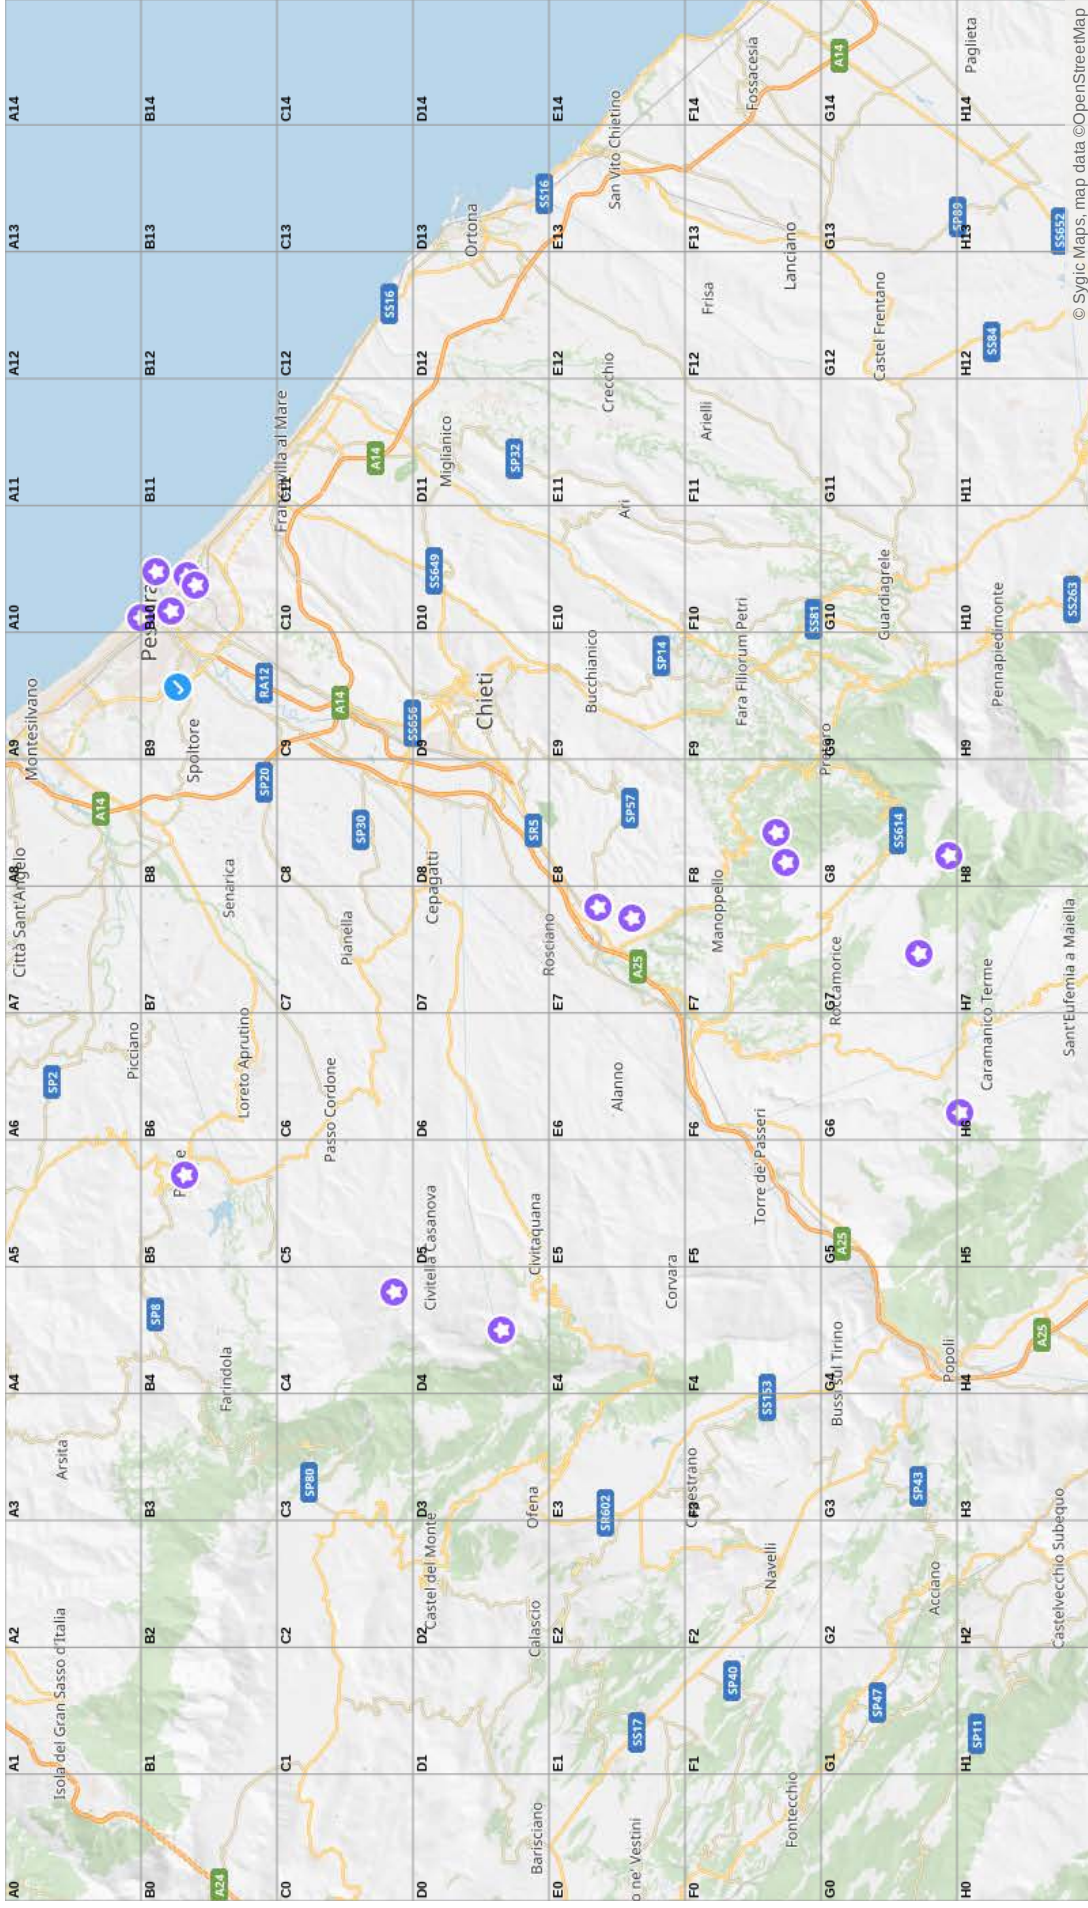 A0
A1
A2
A3
A4
A5
A6
A7
A8
A9
A10
A11
A12
A13
A14
Isola del Gran Sasso d'Italia
Arsita
SP2
Picciano
Città Sant'Angelo
A14
Montesilvano
B0
B1
B2
B3
B4
B5
B6
B7
B8
B9
B10
B11
B12
B13
B14
A24
Farindola
SP8
Loreto Aprutino
Senarica
Spoltore
SP20
RA12
C0
C1
C2
C3
C4
C5
C6
C7
C8
C9
C10
C12
C13
C14
SP80
Passo Cordone
Pianella
SP30
A14
Francavilla al Mare
A14
SS16
D0
D1
D2
D3
D4
D5
D6
D7
D8
D9
D10
D11
D12
D13
D14
Barisciano
Calascio
Castel del Monte
Ofena
Civitella Casanova
Civitaquana
Rosciano
Cepagatti
SR5
SS656
Chieti
SS649
Miglianico
SP32
Ortona
SS16
E0
E1
E2
E3
E4
E5
E6
E7
E8
E9
E10
E11
E12
E13
E14
o ne' Vestini
SS17
SR602
Corvara
Alanno
A25
SP57
Bucchianico
SP14
Ari
Crecchio
San Vito Chietino
F0
F1
F2
F3
F4
F5
F6
F7
F8
F9
F10
F11
F12
F13
F14
Fontecchio
SP40
Navelli
SS153
Torre de' Passeri
Manoppello
Fara Filiorum Petri
SS81
Arielli
Frisa
Lanciano
Fossacesia
G0
G1
G2
G3
G4
G5
G6
G7
G8
G9
G10
G11
G12
G13
G14
A14
SP47
Acciano
SP43
Bussi sul Tirino
A25
Popoli
Roccamorice
SS614
Pretoro
Guardiagrele
Castel Frentano
SP89
H0
H1
H2
H3
H4
H5
H6
H7
H8
H9
H10
H11
H12
H13
H14
SP11
Castelvecchio Subequo
A25
Caramanico Terme
Sant'Eufemia a Maiella
Pennapiedimonte
SS263
SS84
SS652
Paglieta
© Sygic Maps, map data ©OpenStreetMap